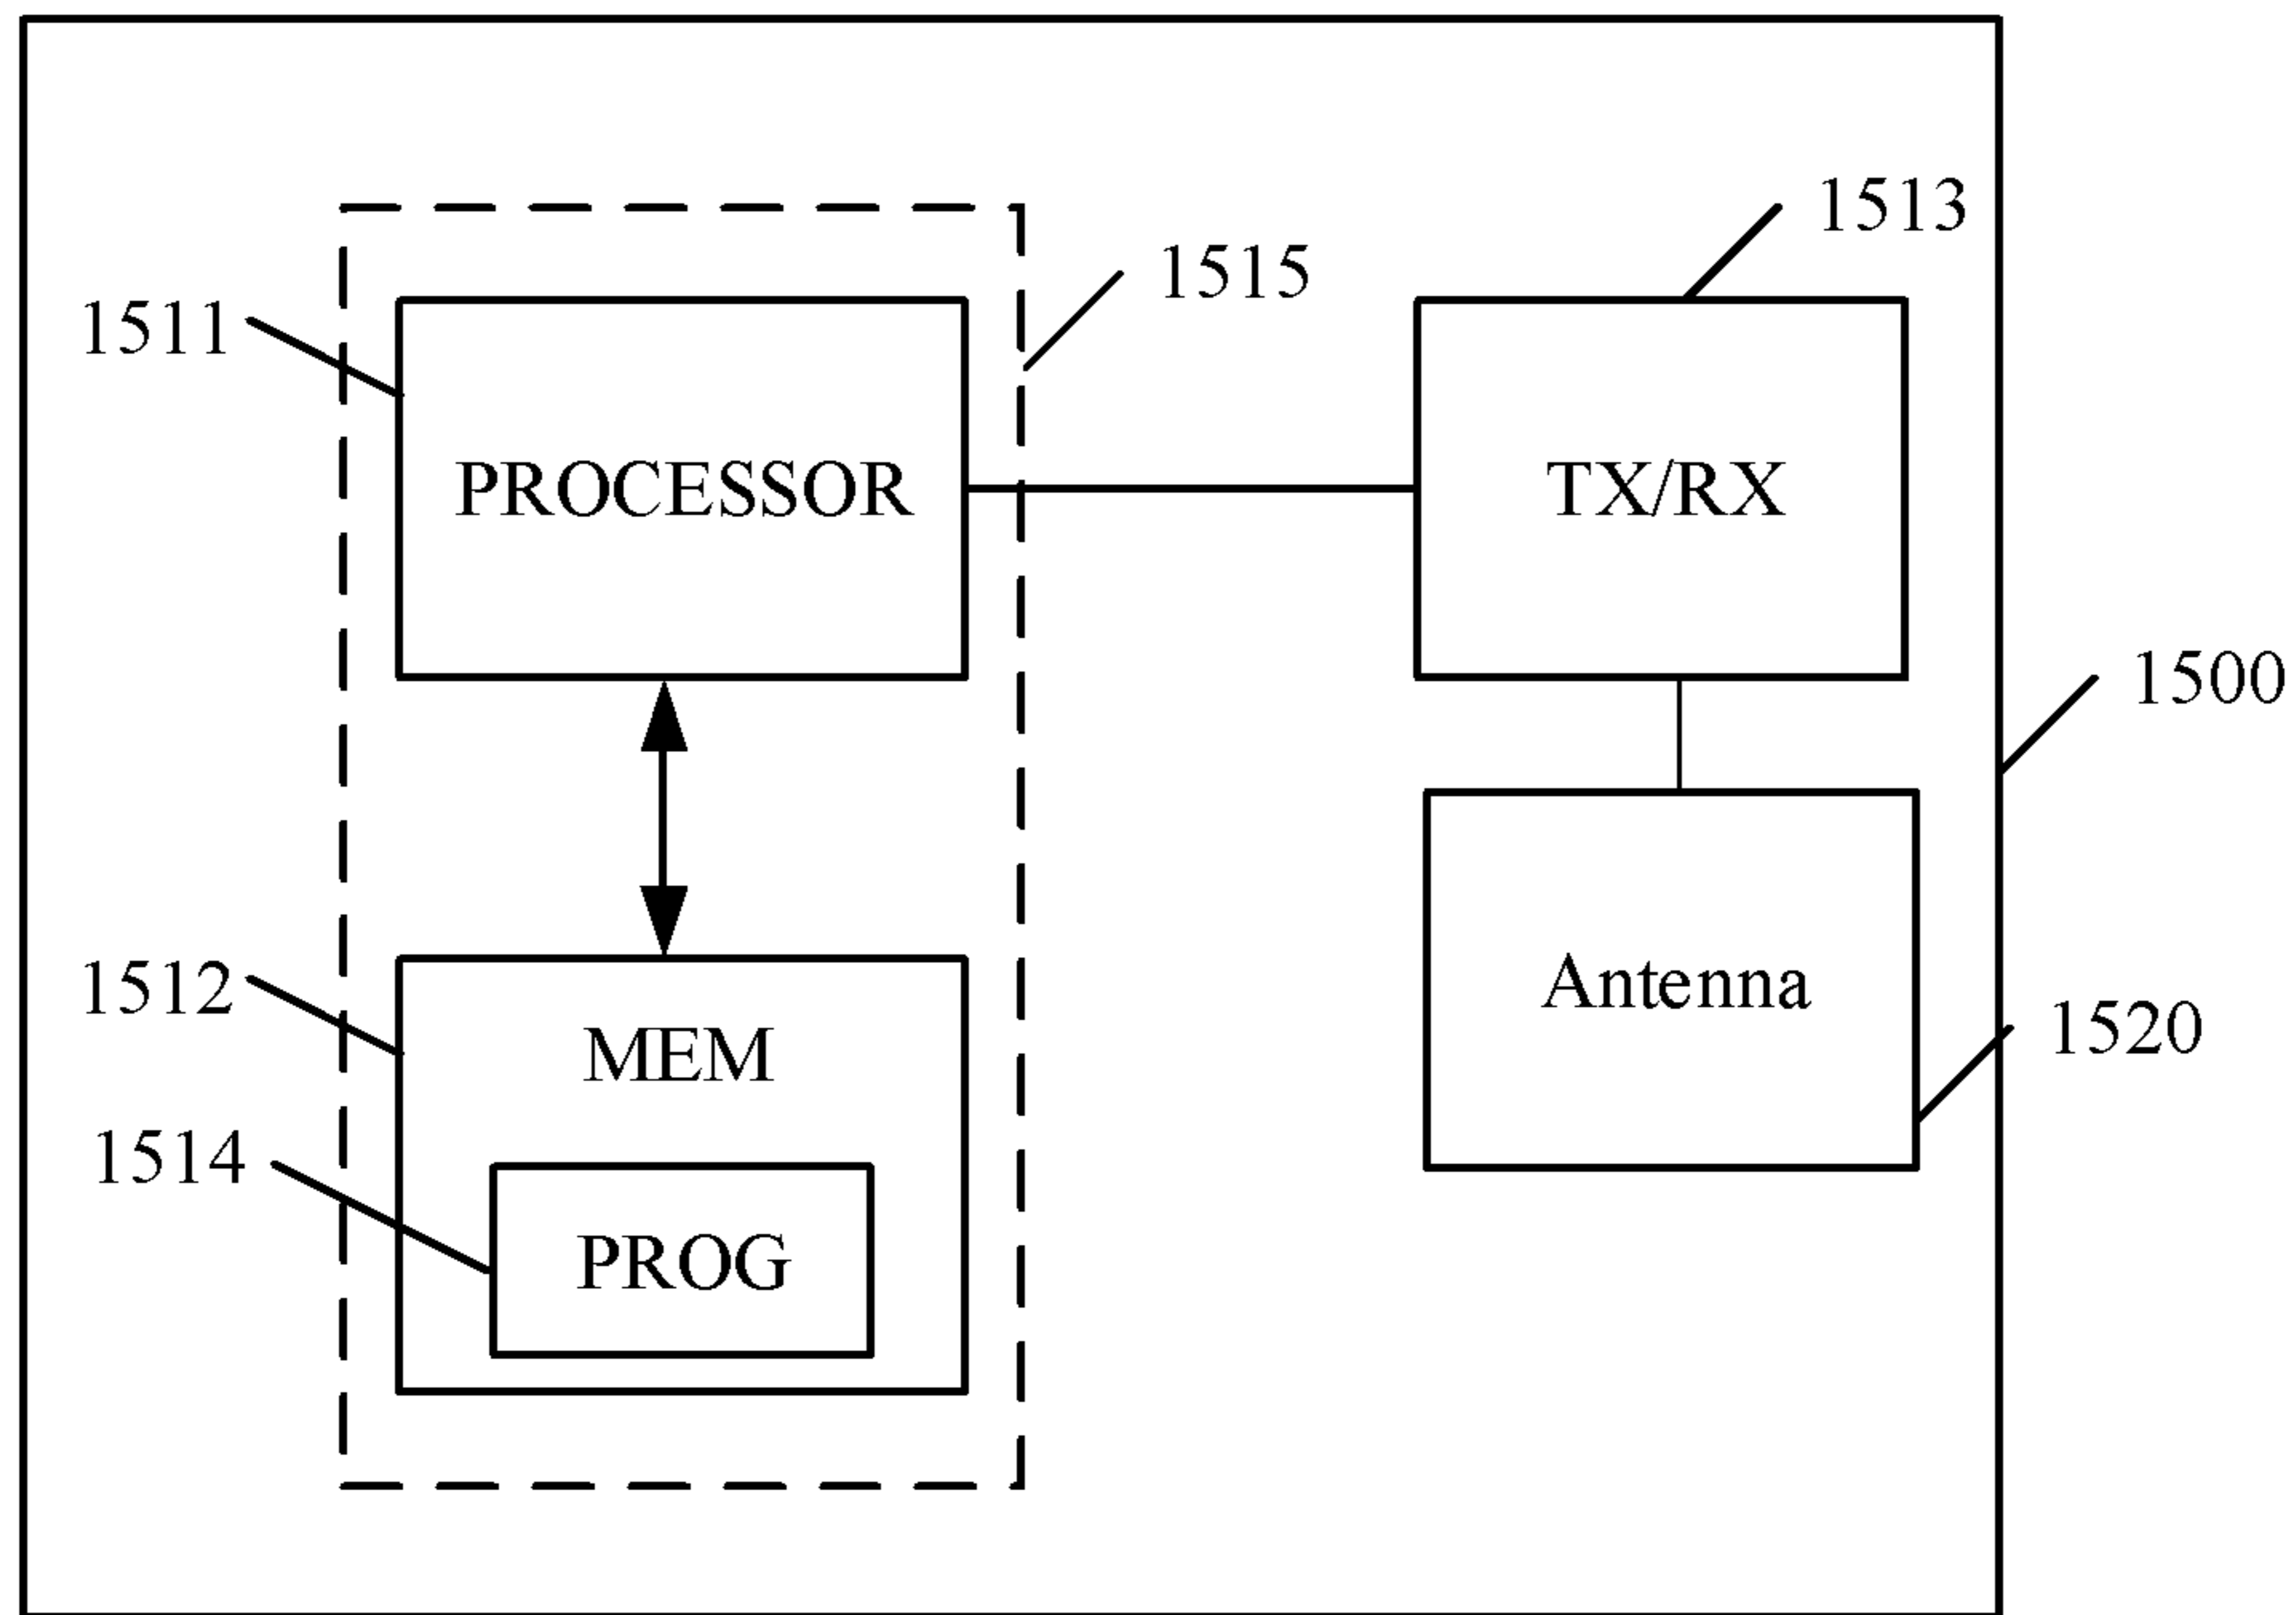 1513
1515
1511
PROCESSOR
TX/RX
1500
1512
MEM
Antenna
1520
1514
PROG